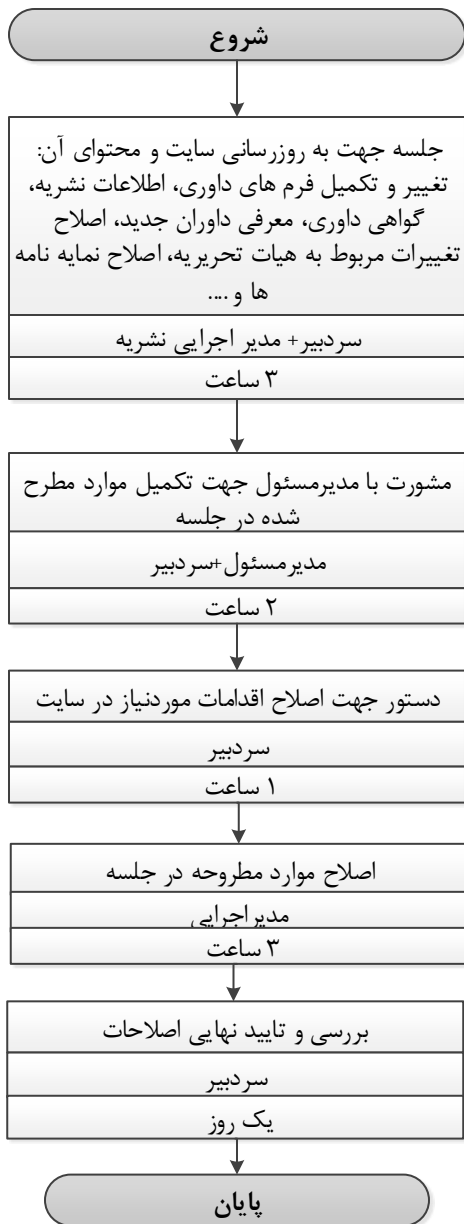 شروع
جلسه جهت به روزرسانی سایت و محتوای آن:
تغییر و تکمیل فرم های داوری، اطلاعات نشریه،
گواهی داوری، معرفی داوران جدید، اصلاح
تغییرات مربوط به هیات تحریریه، اصلاح نمایه نامه
ها و ....
سردبیر+ مدیر اجرایی نشریه
۳ ساعت
مشورت با مدیرمسئول جهت تکمیل موارد مطرح
شده در جلسه
مدیرمسئول+سردبیر
۲ ساعت
دستور جهت اصلاح اقدامات موردنیاز در سایت
سردبیر
۱ ساعت
اصلاح موارد مطروحه در جلسه
مدیراجرایی
۳ ساعت
بررسی و تایید نهایی اصلاحات
سردبیر
یک روز
پایان